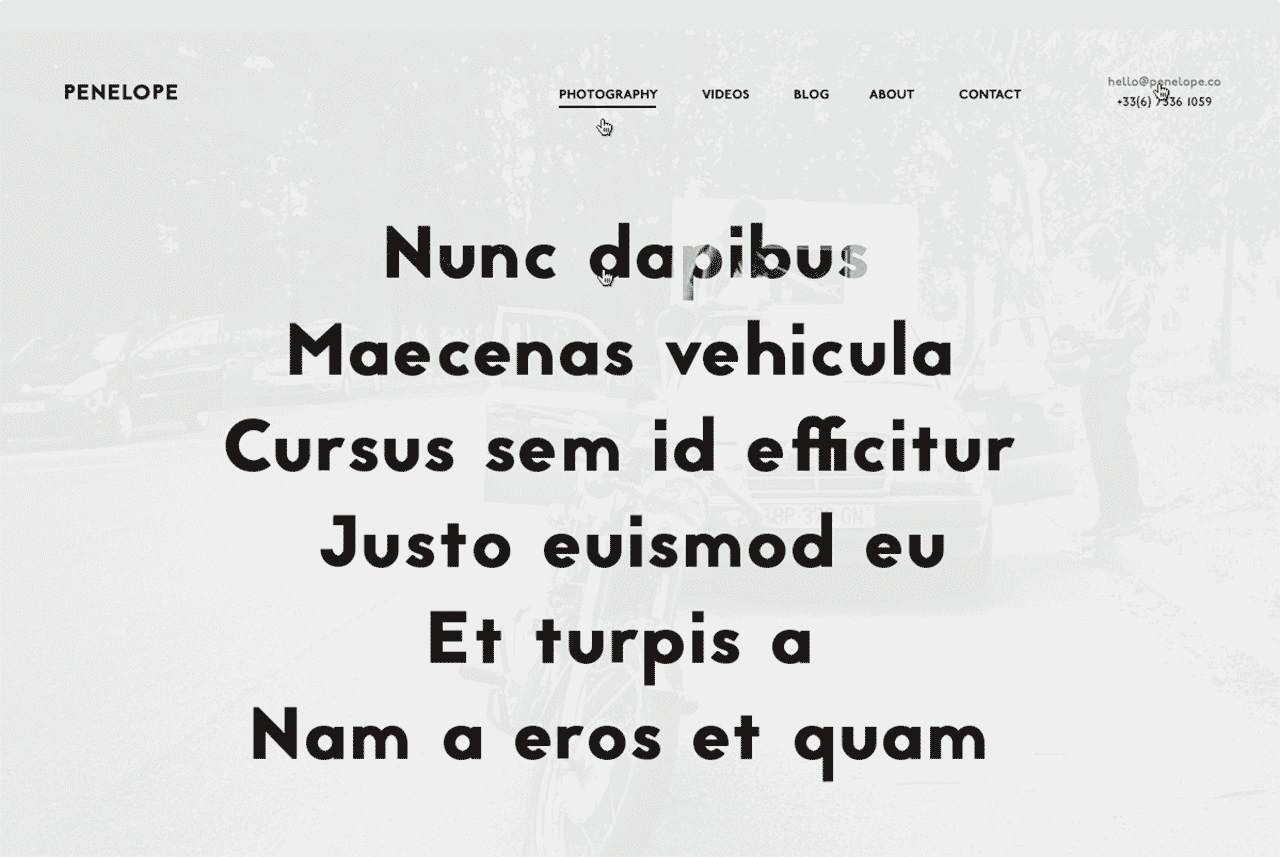 PENELOPE
PHOTOGRAPHY VIDEOS BLOG ABOUT CONTACT
hello@penelope.co
+33(6) 7336 1059
Nunc dapibus
Maecenas vehicula
Cursus sem id efficitur
Justo euismod eu
Et turpis a
Nam a eros et quam